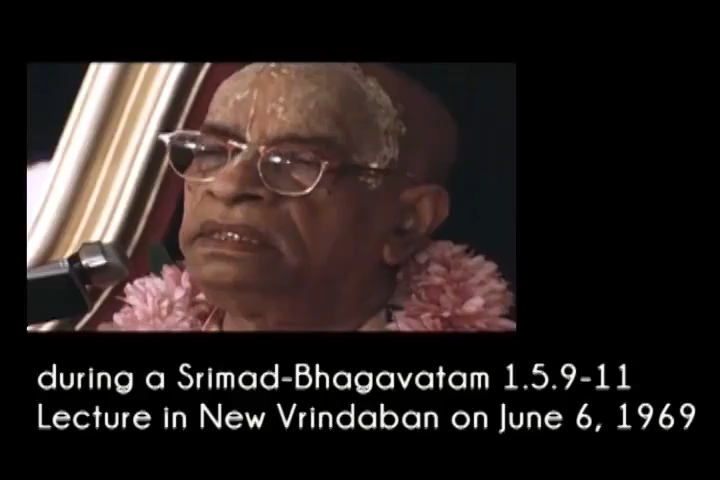 during a Srimad-Bhagavatam 1.5.9-11
Lecture in New Vrindaban on June 6, 1969